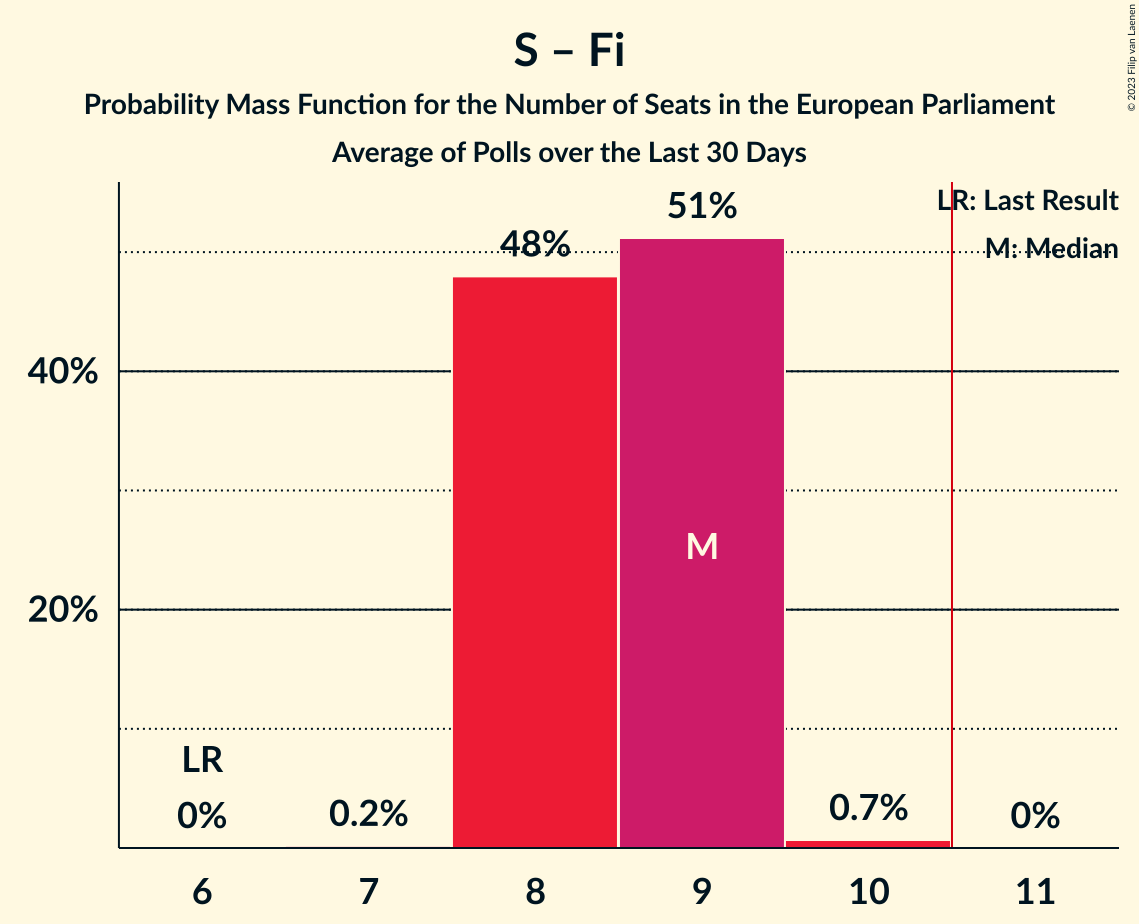 S – Fi
Probability Mass Function for the Number of Seats in the European Parliament
Average of Polls over the Last 30 Days
© 2023 Filip van Laenen
LR: Last Result
M: Median
51%
48%
40%
M
20%
LR
0%
0.2%
0.7%
0%
6 7 8 9 10 11